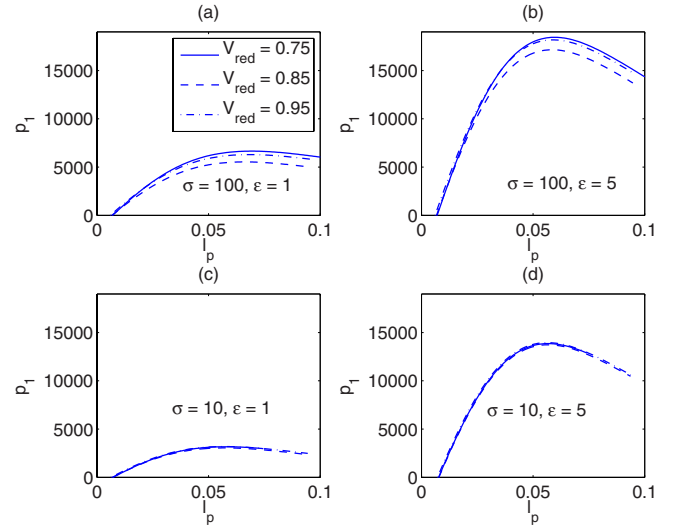 (a)
(b)
15000
10000
5000
0
p1
V_red = 0.75
V_red = 0.85
V_red = 0.95
σ = 100, ε = 1
0
0.05
0.1
l_p
15000
10000
5000
0
p1
σ = 100, ε = 5
0
0.05
0.1
l_p
(c)
(d)
15000
10000
5000
0
p1
σ = 10, ε = 1
0
0.05
0.1
l_p
15000
10000
5000
0
p1
σ = 10, ε = 5
0
0.05
0.1
l_p